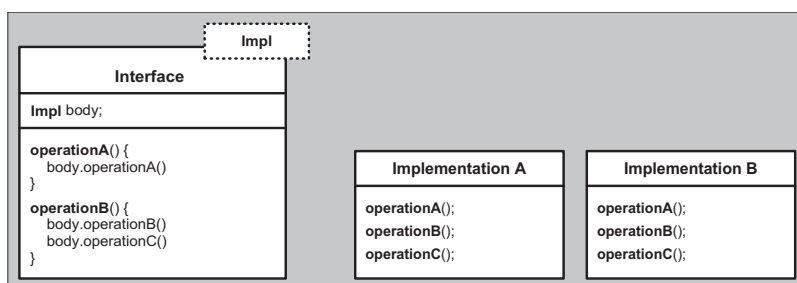 Impl
Interface
Impl body;
operationA() {
body.operationA()
}
operationB() {
body.operationB()
body.operationC()
}
Implementation A
operationA();
operationB();
operationC();
Implementation B
operationA();
operationB();
operationC();